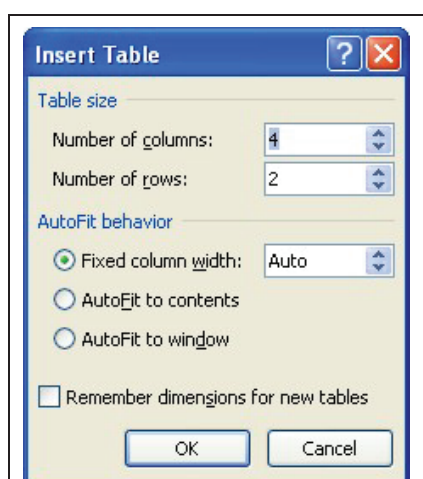 Insert Table
Table size
Number of columns: 4
Number of rows: 2
AutoFit behavior
Fixed column width: Auto
AutoFit to contents
AutoFit to window
Remember dimensions for new tables
OK Cancel